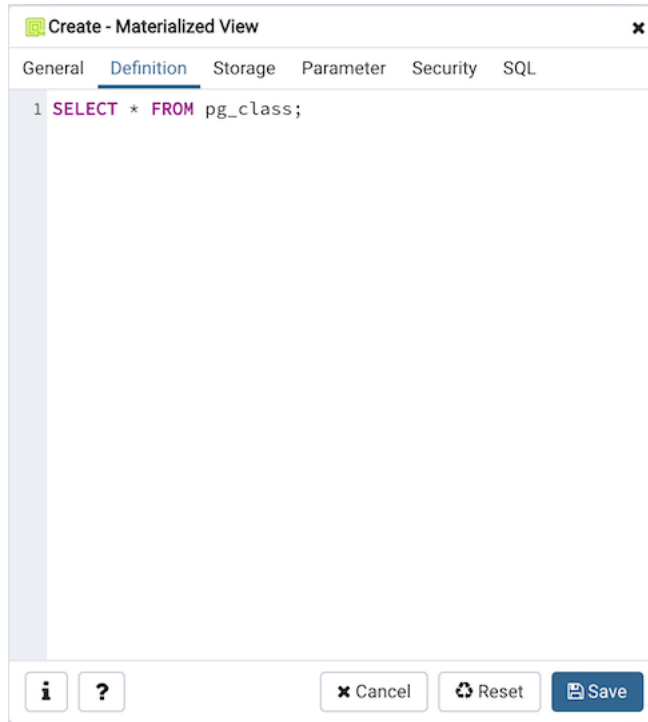 Create - Materialized View
General Definition Storage Parameter Security SQL
1 SELECT * FROM pg_class;
i ? Cancel Reset Save